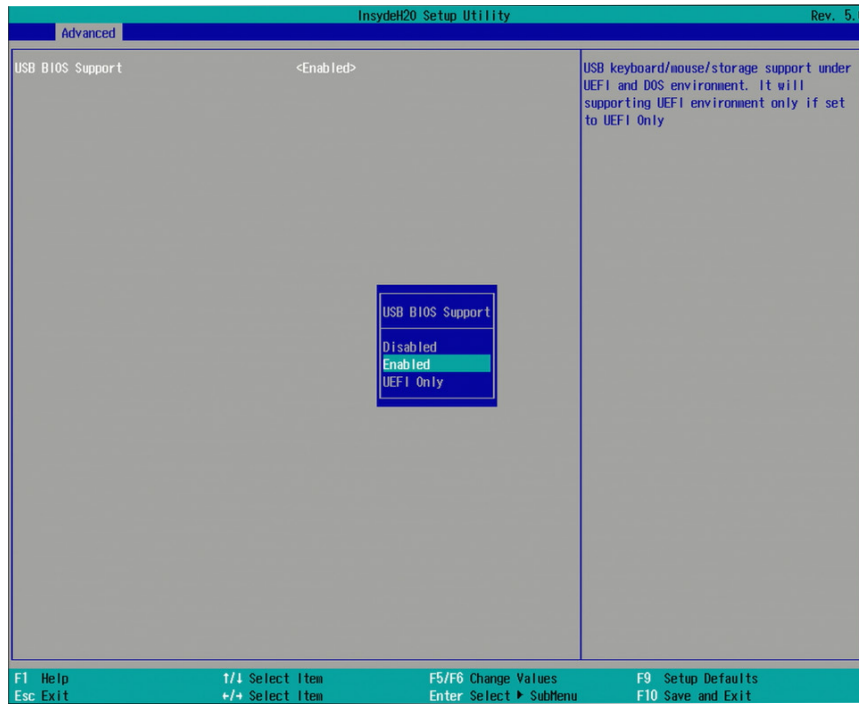 InsydeH20 Setup Utility Rev. 5.
Advanced
USB BIOS Support <Enabled>
USB keyboard/mouse/storage support under
UEFI and DOS environment. It will
supporting UEFI environment only if set
to UEFI Only
USB BIOS Support
Disabled
Enabled
UEFI Only
F1 Help ↑/↓ Select Item F5/F6 Change Values F9 Setup Defaults
Esc Exit ←/→ Select Item Enter Select ▶ SubMenu F10 Save and Exit